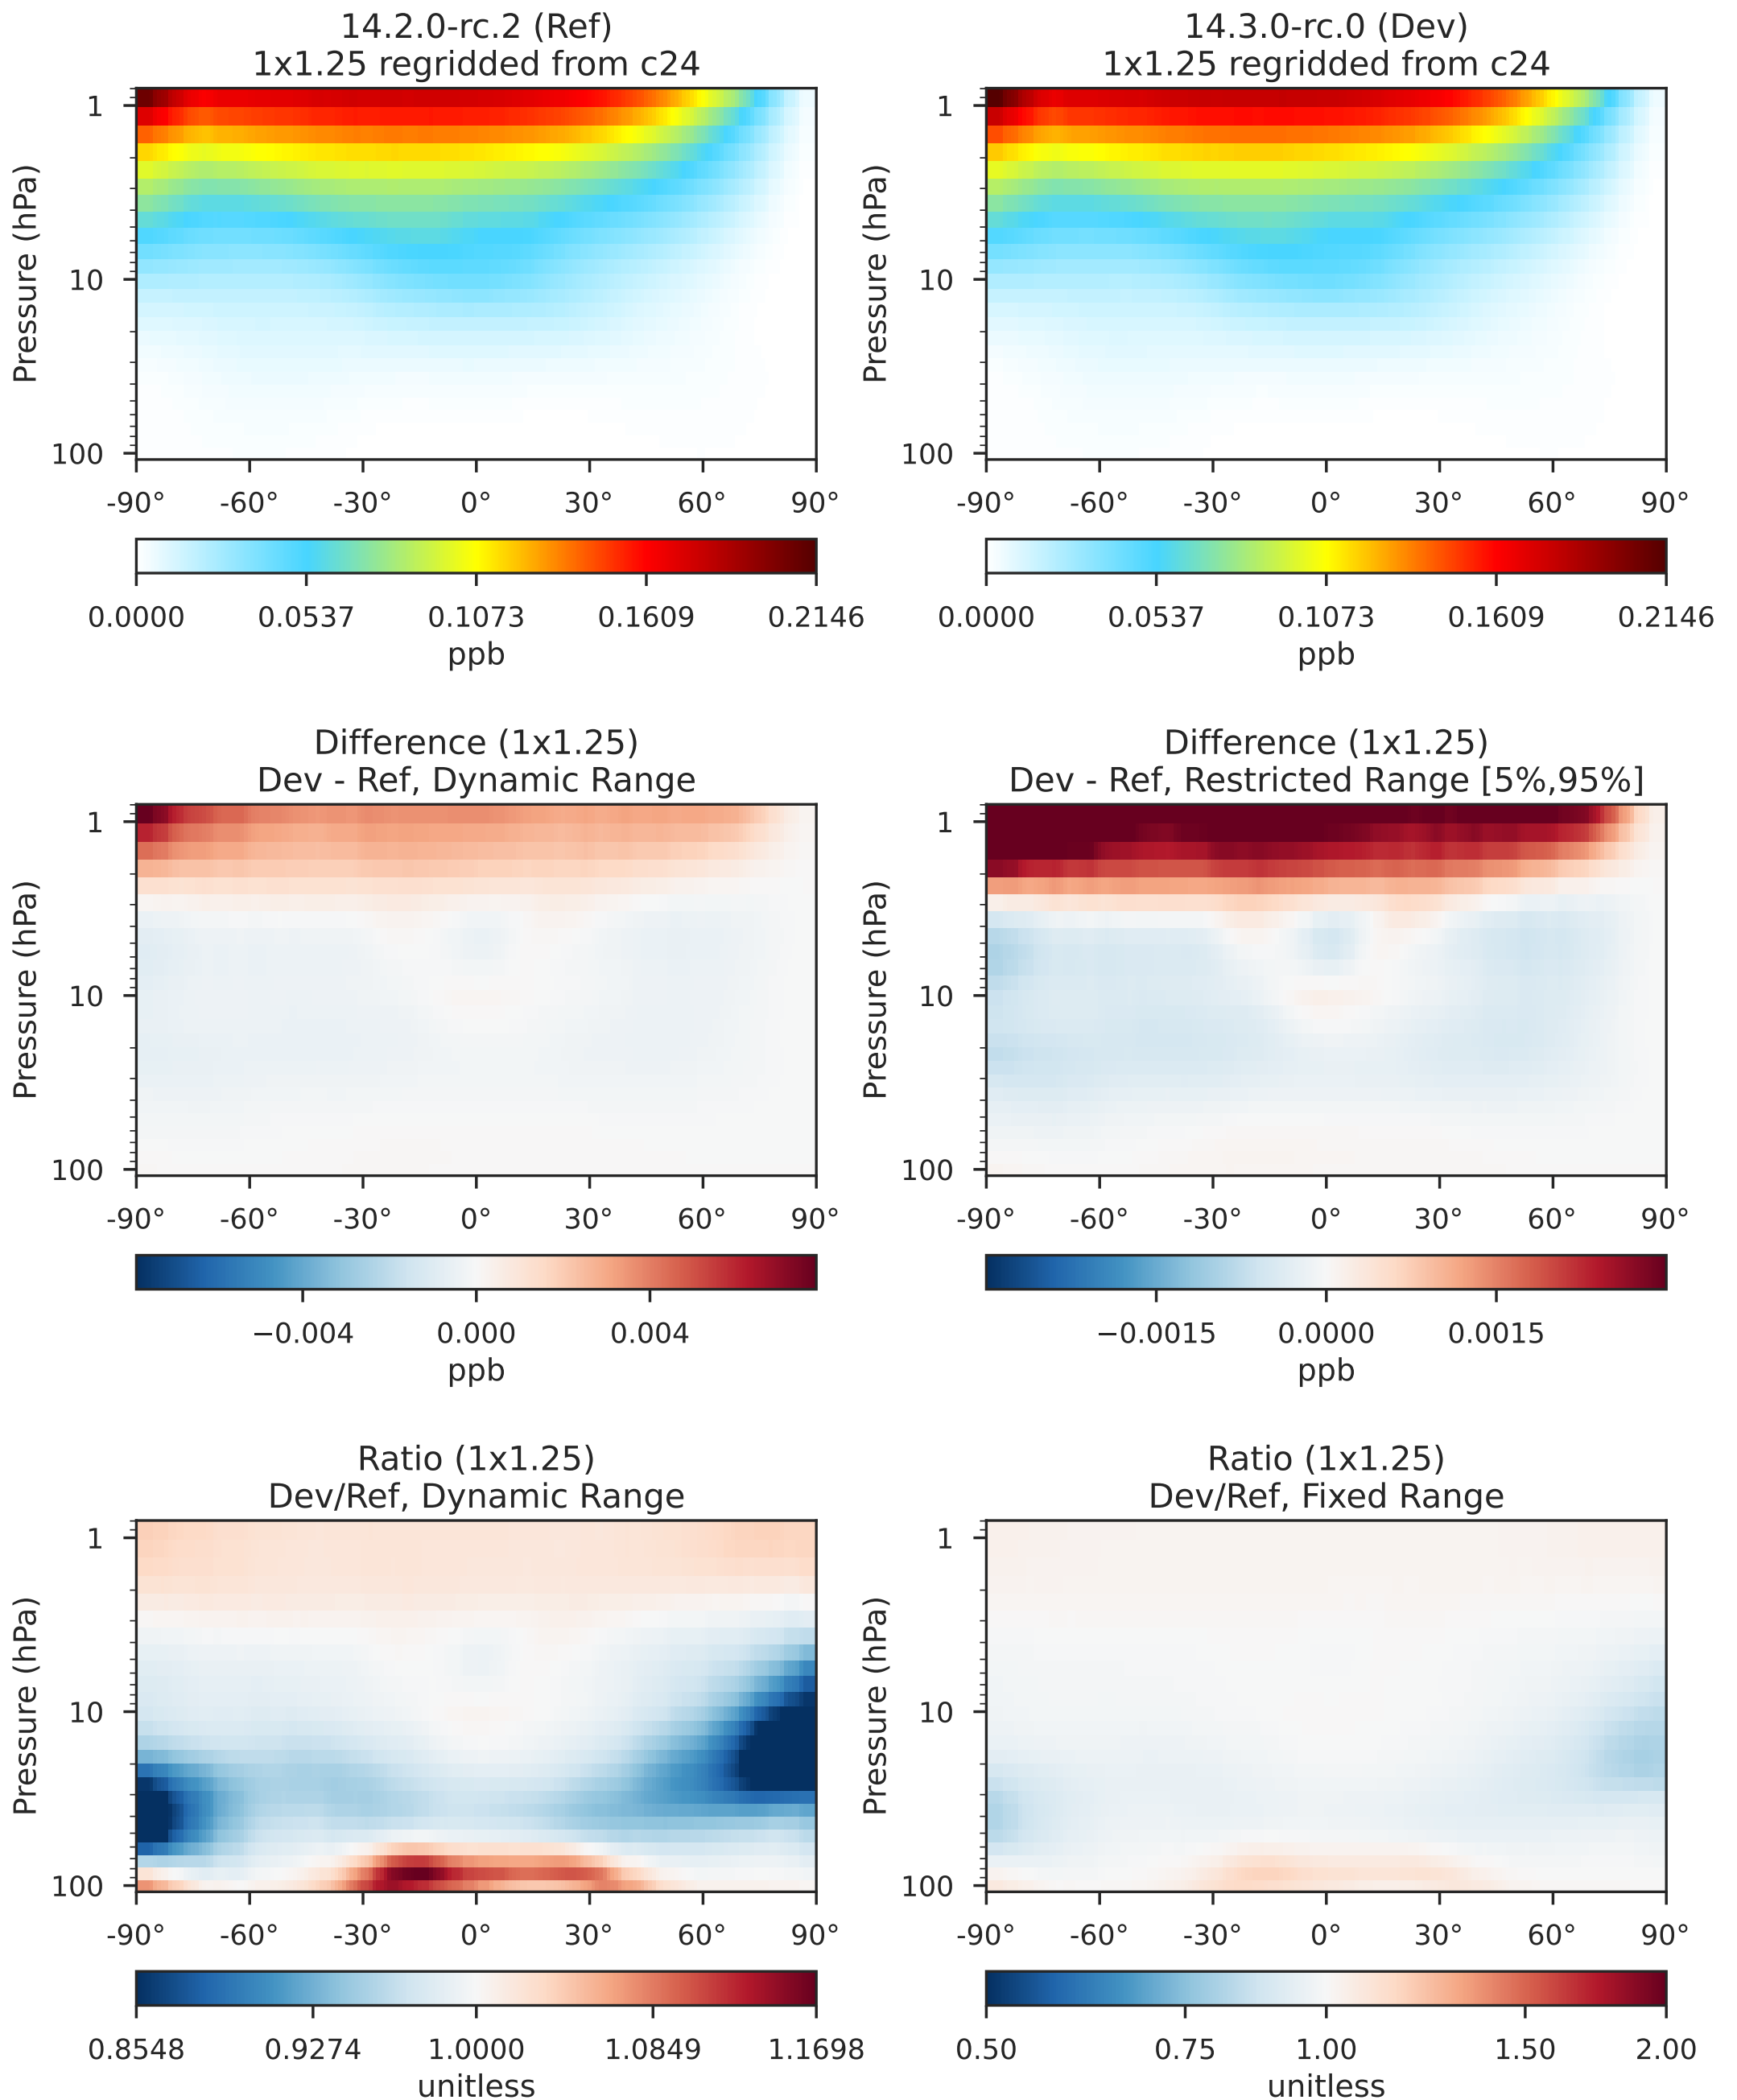 14.2.0-rc.2 (Ref)
1x1.25 regridded from c24
Pressure (hPa)
1
10
100
-90° -60° -30° 0° 30° 60° 90°
0.0000 0.0537 0.1073 0.1609 0.2146
ppb
14.3.0-rc.0 (Dev)
1x1.25 regridded from c24
Pressure (hPa)
1
10
100
-90° -60° -30° 0° 30° 60° 90°
0.0000 0.0537 0.1073 0.1609 0.2146
ppb
Difference (1x1.25)
Dev - Ref, Dynamic Range
Pressure (hPa)
1
10
100
-90° -60° -30° 0° 30° 60° 90°
−0.004 0.000 0.004
ppb
Difference (1x1.25)
Dev - Ref, Restricted Range [5%,95%]
Pressure (hPa)
1
10
100
-90° -60° -30° 0° 30° 60° 90°
−0.0015 0.0000 0.0015
ppb
Ratio (1x1.25)
Dev/Ref, Dynamic Range
Pressure (hPa)
1
10
100
-90° -60° -30° 0° 30° 60° 90°
0.8548 0.9274 1.0000 1.0849 1.1698
unitless
Ratio (1x1.25)
Dev/Ref, Fixed Range
Pressure (hPa)
1
10
100
-90° -60° -30° 0° 30° 60° 90°
0.50 0.75 1.00 1.50 2.00
unitless